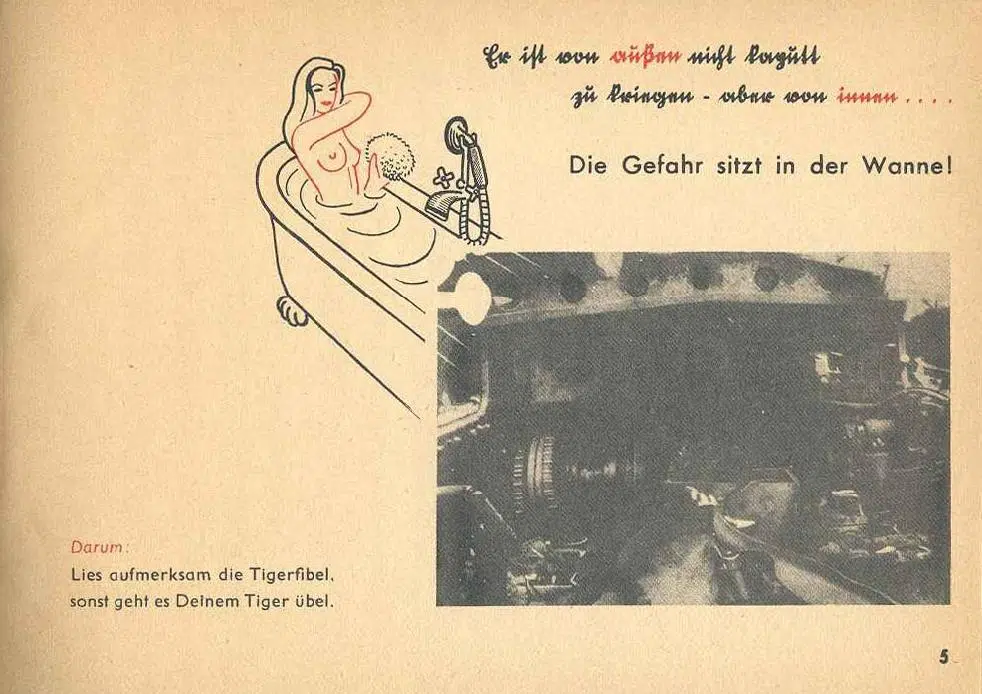 Er ist von außen nicht kaputt
zu kriegen - aber von innen ....
Die Gefahr sitzt in der Wanne!
Darum:
Lies aufmerksam die Tigerfibel,
sonst geht es Deinem Tiger übel.
5